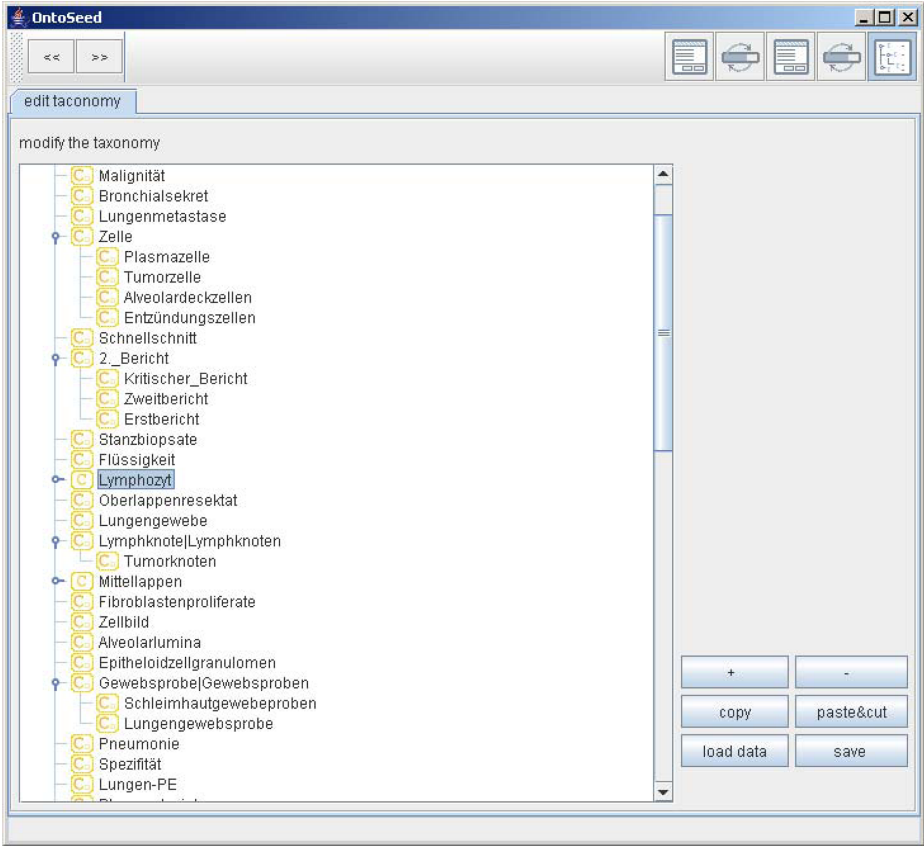 OntoSeed
<< >>
edit taconomy
modify the taxonomy
Malignität
Bronchialsekret
Lungenmetastase
Zelle
Plasmazelle
Tumorzelle
Alveolardeckzellen
Entzündungszellen
Schnellschnitt
2._Bericht
Kritischer_Bericht
Zweitbericht
Erstbericht
Stanzbiopsate
Flüssigkeit
Lymphozyt
Oberlappenresektat
Lungengewebe
Lymphknote|Lymphknoten
Tumorknoten
Mittellappen
Fibroblastenproliferate
Zellbild
Alveolarlumina
Epitheloidzellgranulomen
Gewebsprobe|Gewebsproben
Schleimhautgewebeproben
Lungengewebsprobe
Pneumonie
Spezifität
Lungen-PE
+ -
copy paste&cut
load data save